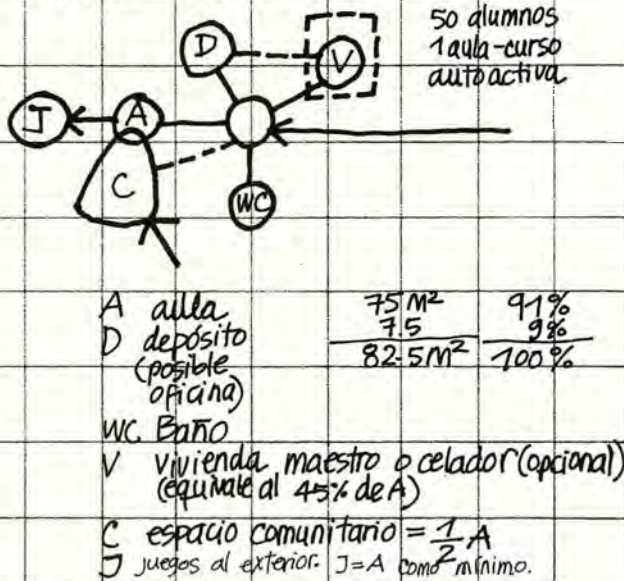 50 alumnos
1 aula-curso
autoactiva
D
V
J
A
C
WC
A aula 75 M² 91%
D depósito 7.5 9%
(posible 82.5 M² 100%
oficina)
WC. Baño
V vivienda maestro o celador (opcional)
(equivale al 45% de A)
C espacio comunitario = 1/2 A
J juegos al exterior. J=A como mínimo.